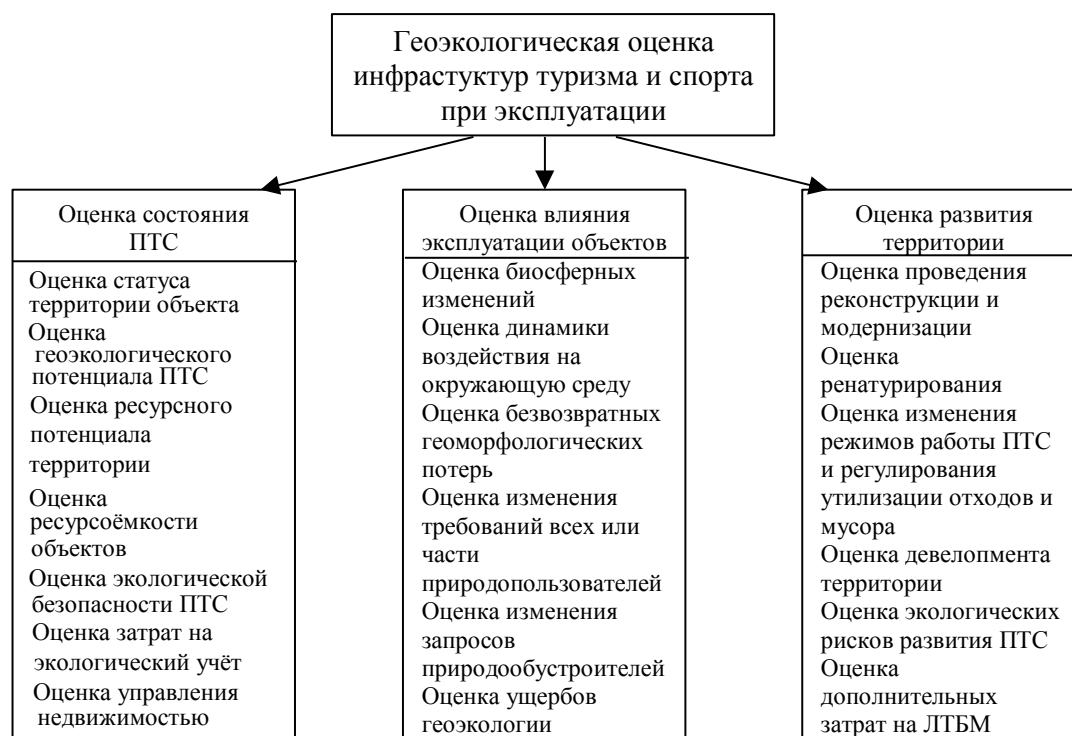 Геоэкологическая оценка
инфрастуктур туризма и спорта
при эксплуатации
Оценка состояния
ПТС
Оценка статуса
территории объекта
Оценка
геоэкологического
потенциала ПТС
Оценка ресурсного
потенциала
территории
Оценка
ресурсоёмкости
объектов
Оценка экологической
безопасности ПТС
Оценка затрат на
экологический учёт
Оценка управления
недвижимостью
Оценка влияния
эксплуатации объектов
Оценка биосферных
изменений
Оценка динамики
воздействия на
окружающую среду
Оценка безвозвратных
геоморфологических
потерь
Оценка изменения
требований всех или
части
природопользователей
Оценка изменения
запросов
природообустроителей
Оценка ущербов
геоэкологии
Оценка развития
территории
Оценка проведения
реконструкции и
модернизации
Оценка
ренатурирования
Оценка изменения
режимов работы ПТС
и регулирования
утилизации отходов и
мусора
Оценка девелопмента
территории
Оценка экологических
рисков развития ПТС
Оценка
дополнительных
затрат на ЛТБМ